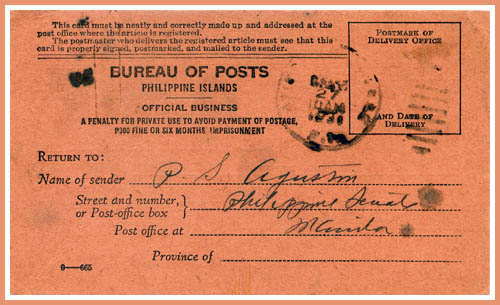 This card must be neatly and correctly made up and addressed at the
post office where the article is registered.
The postmaster who delivers the registered article must see that this
card is properly signed, postmarked, and mailed to the sender.
POSTMARK OF
DELIVERY OFFICE
AND DATE OF
DELIVERY
BUREAU OF POSTS
PHILIPPINE ISLANDS
OFFICIAL BUSINESS
A PENALTY FOR PRIVATE USE TO AVOID PAYMENT OF POSTAGE,
P300 FINE OR SIX MONTHS IMPRISONMENT
27
RETURN TO:
Name of sender P. S. Agustin
Street and number,
or Post-office box } Philippine Senate
Post office at Manila
Province of
9—665